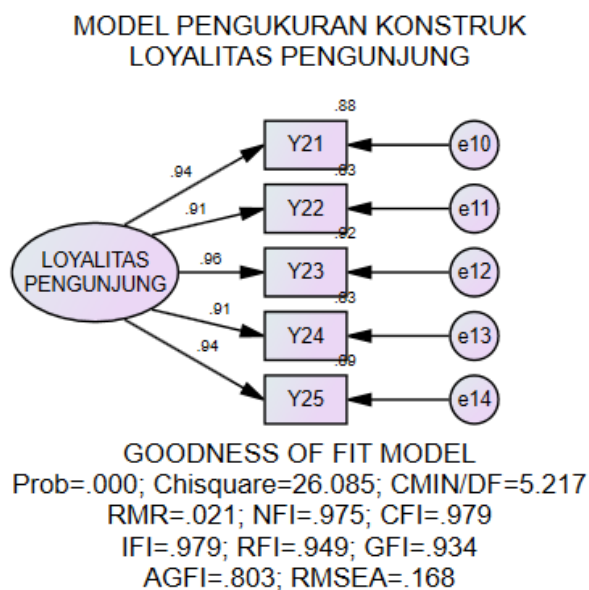 MODEL PENGUKURAN KONSTRUK
LOYALITAS PENGUNJUNG
.88
Y21
e10
.94
.83
Y22
e11
.91
.92
Y23
e12
.96
LOYALITAS
PENGUNJUNG
.83
Y24
e13
.91
.89
Y25
e14
.94
GOODNESS OF FIT MODEL
Prob=.000; Chisquare=26.085; CMIN/DF=5.217
RMR=.021; NFI=.975; CFI=.979
IFI=.979; RFI=.949; GFI=.934
AGFI=.803; RMSEA=.168